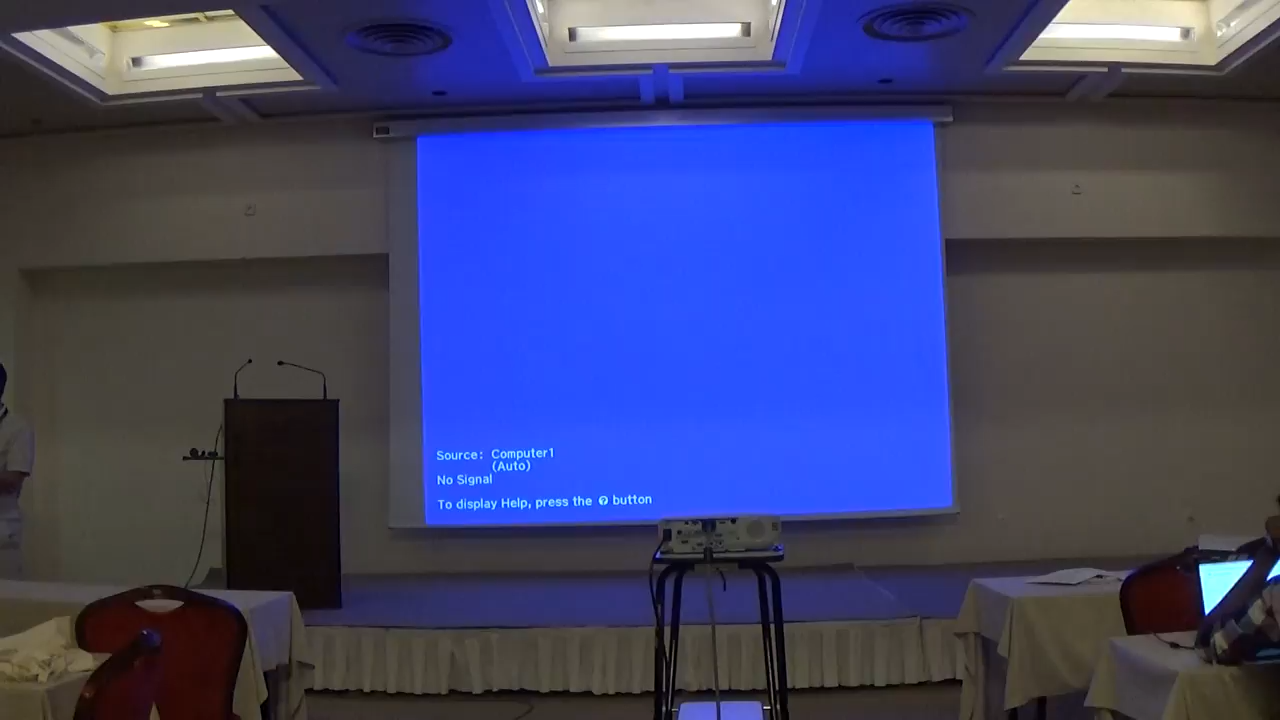 Source: Computer1
(Auto)
No Signal
To display Help, press the ? button